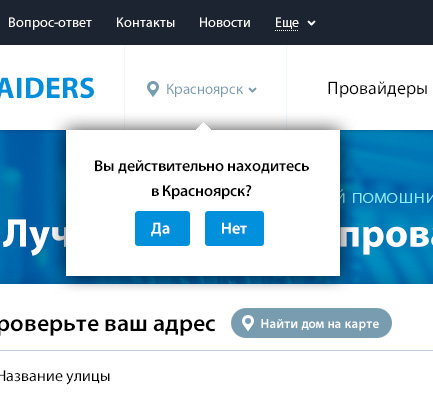 Вопрос-ответ Контакты Новости Еще
AIDERS Красноярск Провайдеры
Вы действительно находитесь
в Красноярск?
Да Нет
ПОМОЩНИ
Луч прова
роверьте ваш адрес Найти дом на карте
Название улицы